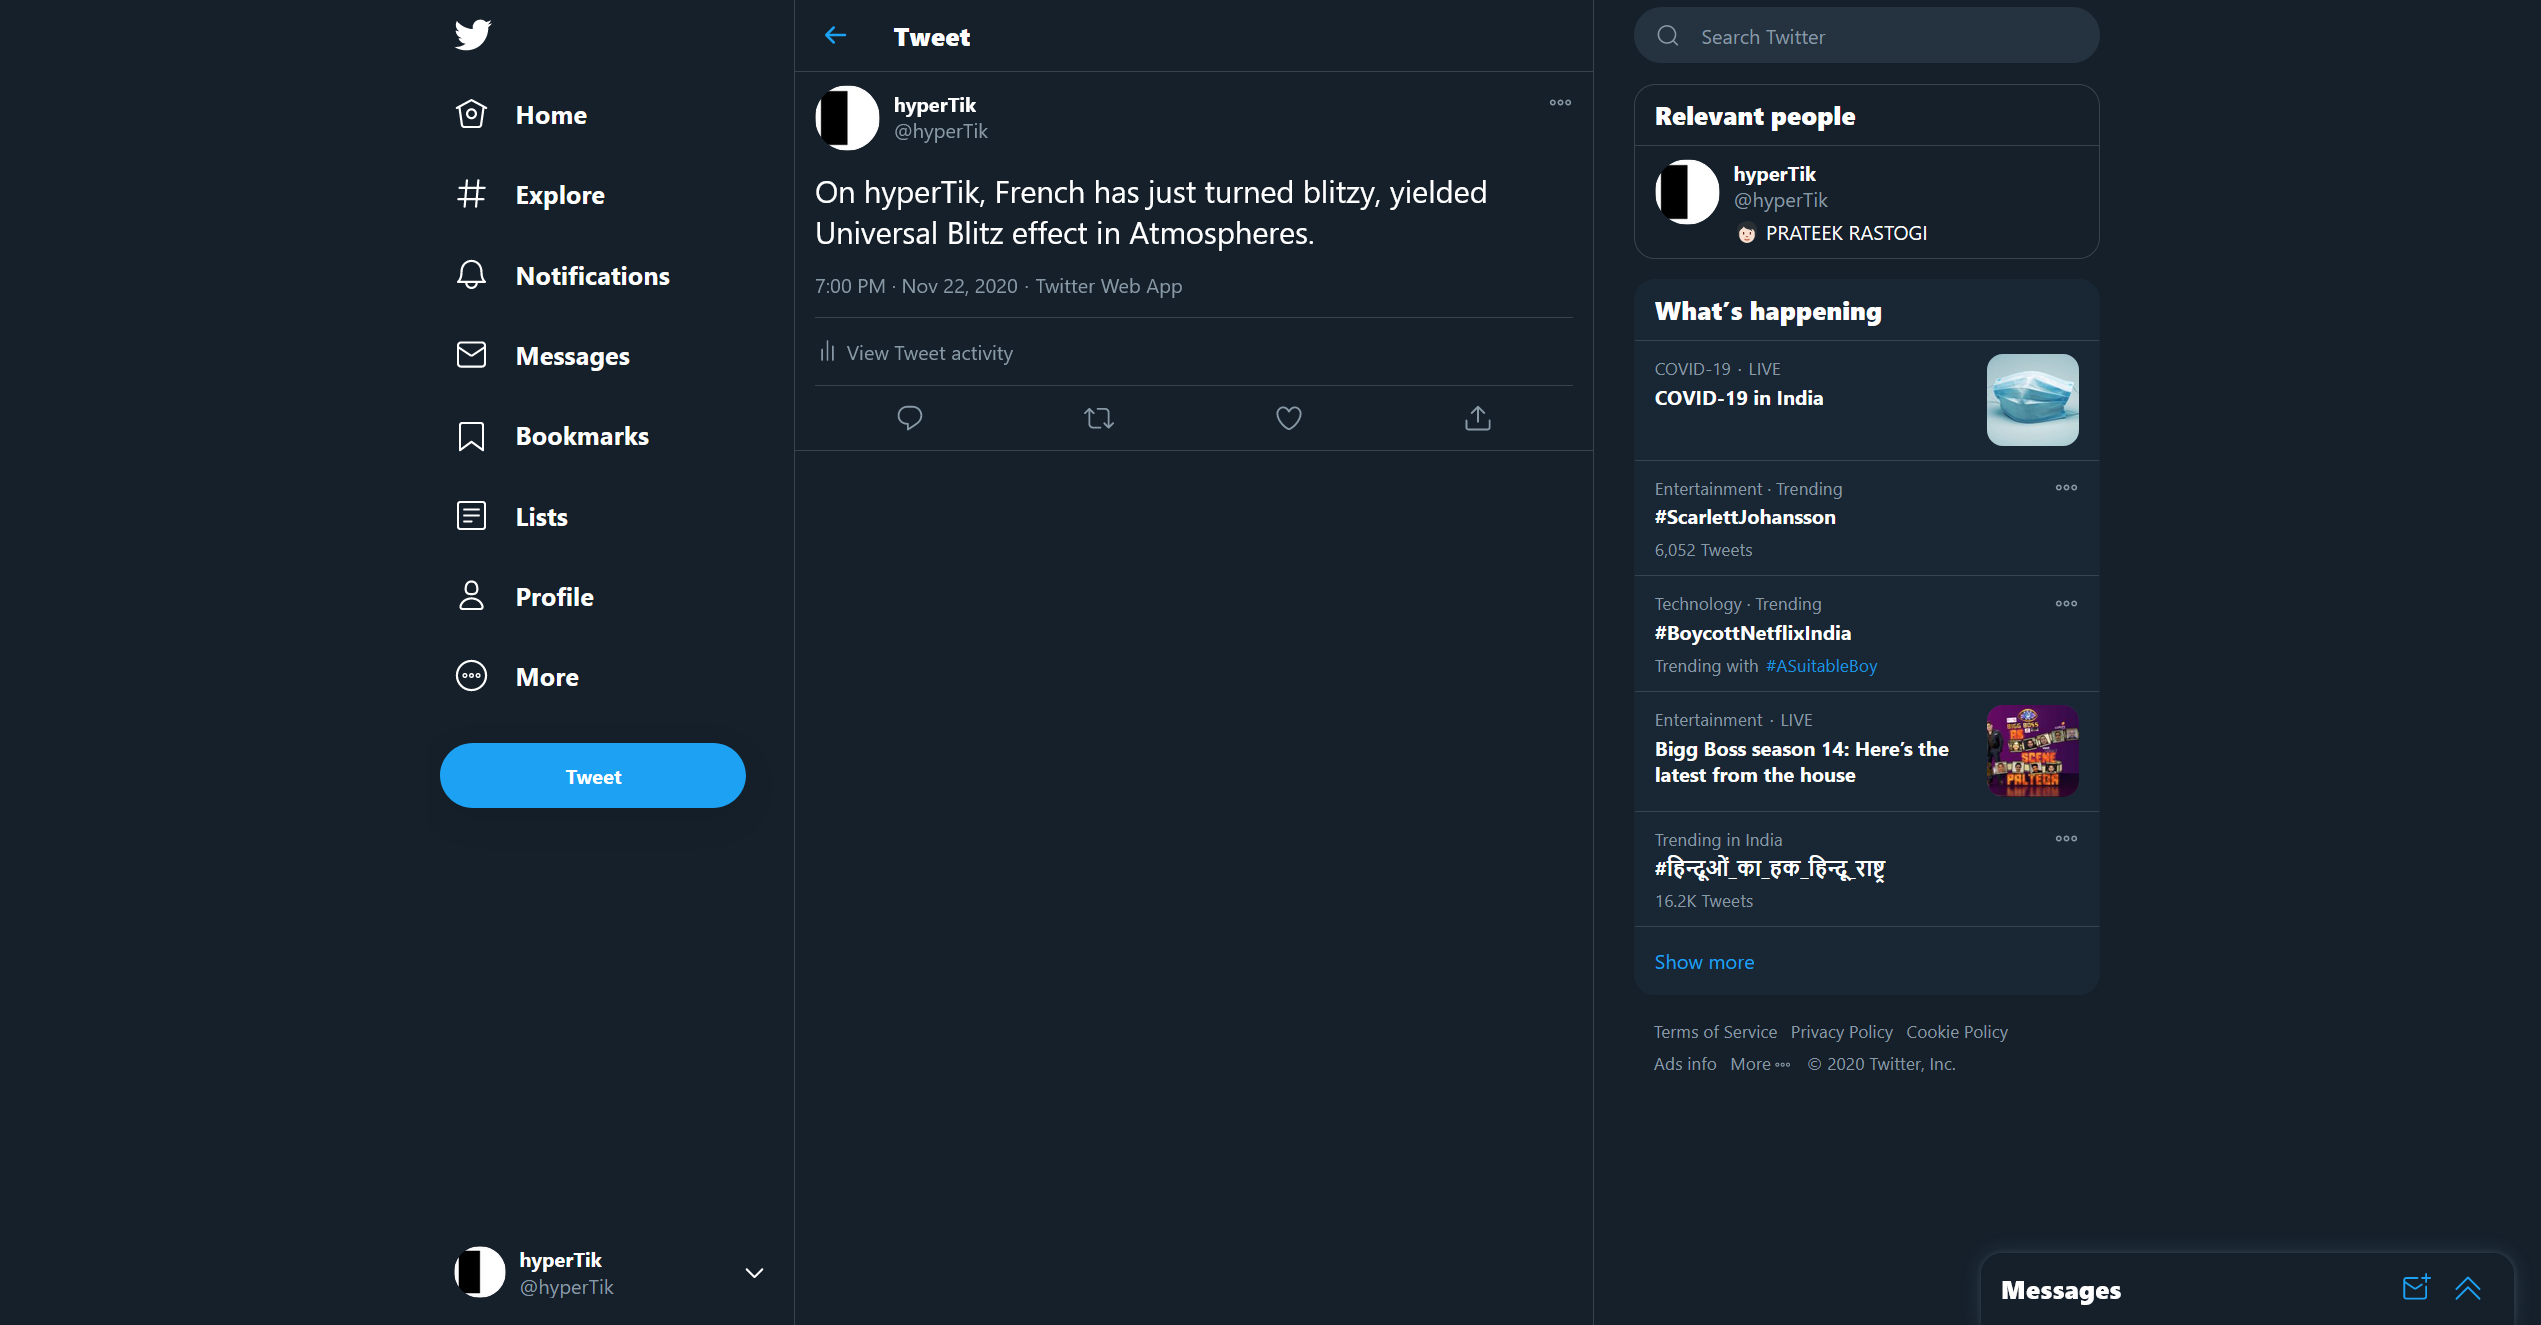 Home
Explore
Notifications
Messages
Bookmarks
Lists
Profile
More
Tweet
hyperTik
@hyperTik
Tweet
hyperTik
@hyperTik
On hyperTik, French has just turned blitzy, yielded
Universal Blitz effect in Atmospheres.
7:00 PM · Nov 22, 2020 · Twitter Web App
View Tweet activity
Search Twitter
Relevant people
hyperTik
@hyperTik
PRATEEK RASTOGI
What's happening
COVID-19 · LIVE
COVID-19 in India
Entertainment · Trending
#ScarlettJohansson
6,052 Tweets
Technology · Trending
#BoycottNetflixIndia
Trending with #ASuitableBoy
Entertainment · LIVE
Bigg Boss season 14: Here's the
latest from the house
BIGG BOSS
SCENE
PALTEGA
Trending in India
#हिन्दूओं_का_हक_हिन्दू_राष्ट्र
16.2K Tweets
Show more
Terms of Service Privacy Policy Cookie Policy
Ads info More © 2020 Twitter, Inc.
Messages